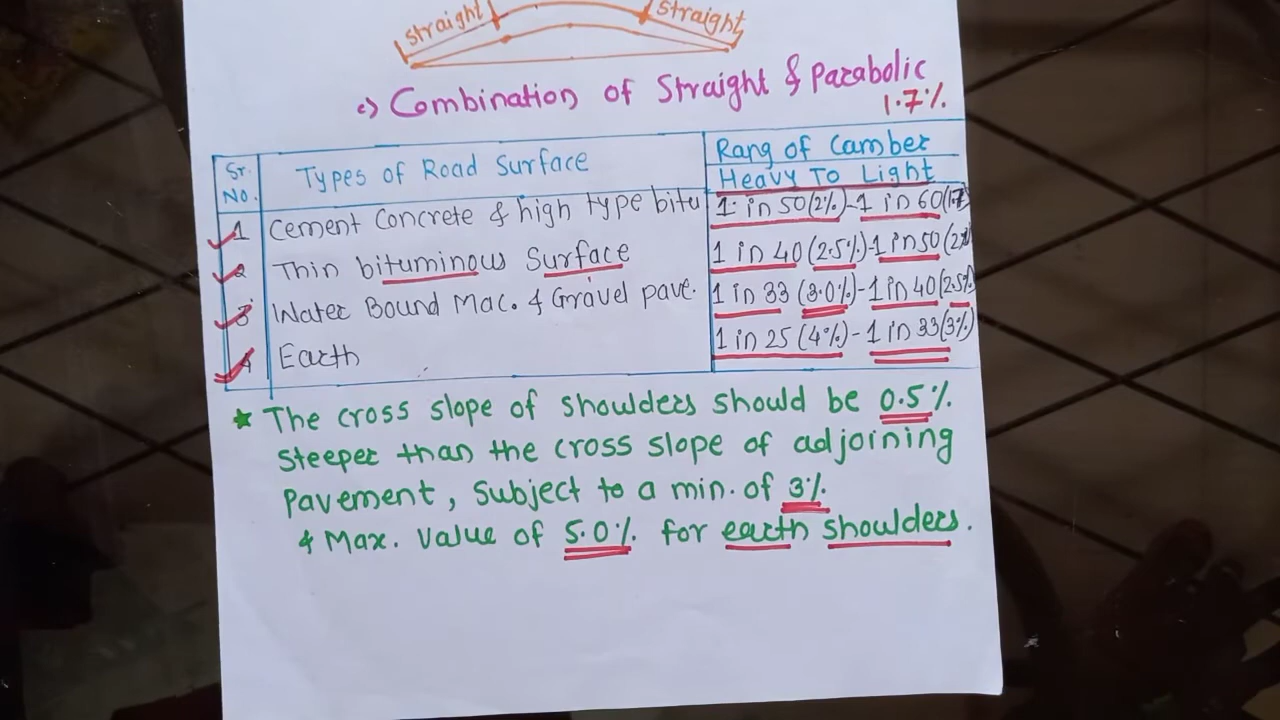 straight straight
c) Combination of Straight & Parabolic
1.7%
Sr. No. Types of Road Surface Rang of Camber
Heavy To Light
1 Cement Concrete & high type bitu 1 in 50 (2%) - 1 in 60 (1.7
2 Thin bituminous Surface 1 in 40 (2.5%) - 1 in 50 (2%
3 Water Bound Mac. & Gravel pave. 1 in 33 (3.0%) - 1 in 40 (2.5%
4 Earth 1 in 25 (4%) - 1 in 33 (3%)
★ The cross slope of shoulders should be 0.5%
steeper than the cross slope of adjoining
pavement, subject to a min. of 3%
& Max. value of 5.0% for earth shoulders.